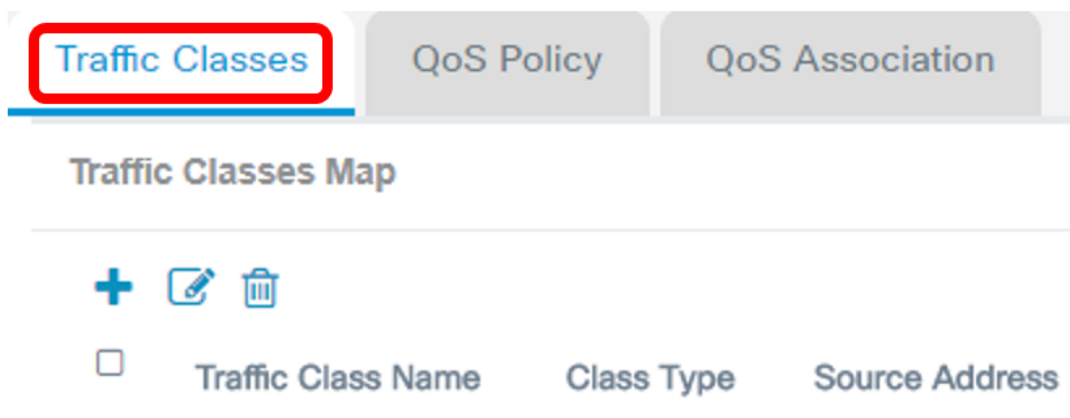 Traffic Classes QoS Policy QoS Association
Traffic Classes Map
Traffic Class Name Class Type Source Address